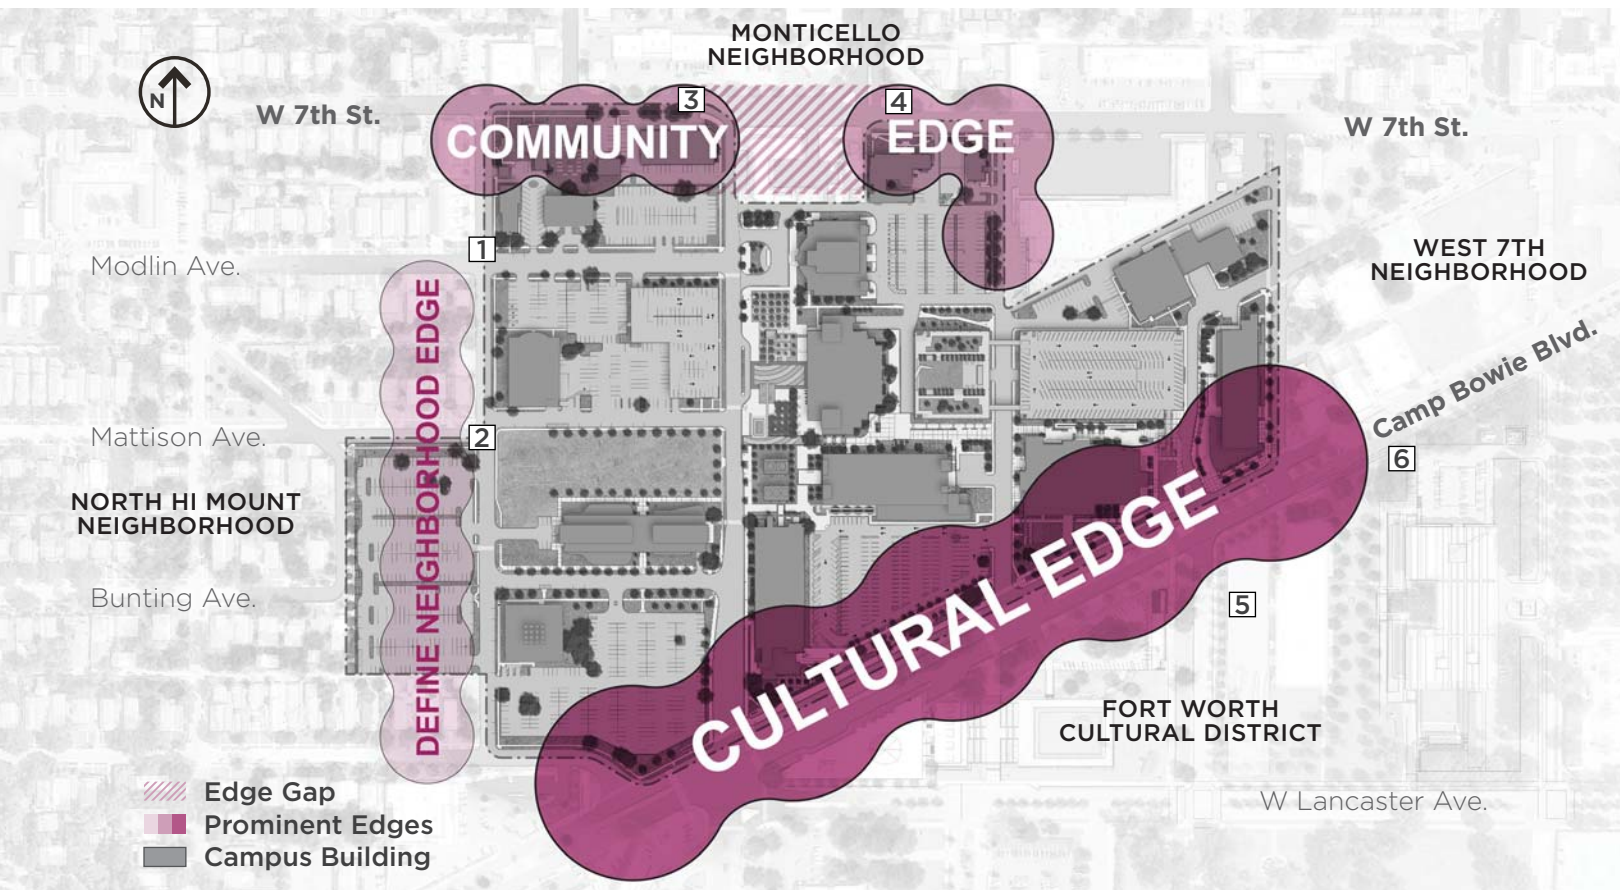 MONTICELLO
NEIGHBORHOOD
N
W 7th St.
3
4
W 7th St.
COMMUNITY
EDGE
1
Modlin Ave.
WEST 7TH
NEIGHBORHOOD
DEFINE NEIGHBORHOOD EDGE
Camp Bowie Blvd.
Mattison Ave.
2
6
NORTH HI MOUNT
NEIGHBORHOOD
CULTURAL EDGE
Bunting Ave.
5
FORT WORTH
CULTURAL DISTRICT
Edge Gap
W Lancaster Ave.
Prominent Edges
Campus Building